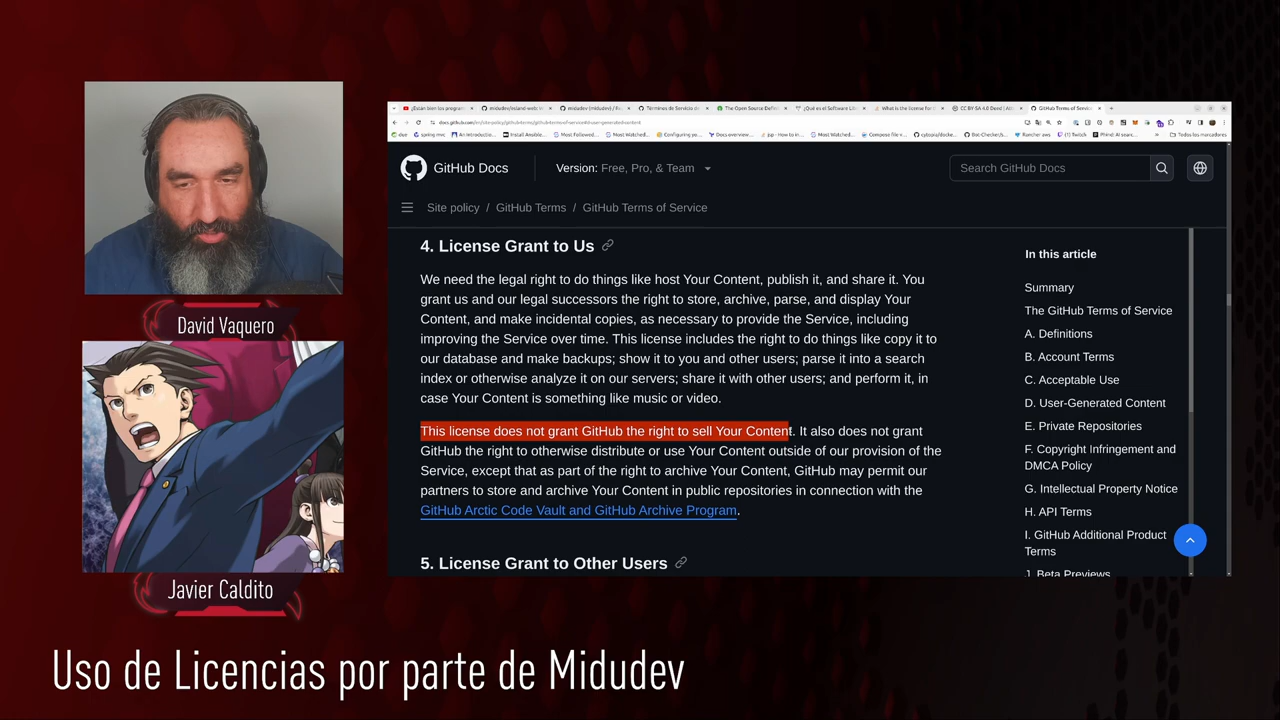 David Vaquero
Javier Caldito
Uso de Licencias por parte de Midudev
GitHub Docs
Version: Free, Pro, & Team
Search GitHub Docs
Site policy / GitHub Terms / GitHub Terms of Service
4. License Grant to Us
We need the legal right to do things like host Your Content, publish it, and share it. You
grant us and our legal successors the right to store, archive, parse, and display Your
Content, and make incidental copies, as necessary to provide the Service, including
improving the Service over time. This license includes the right to do things like copy it to
our database and make backups; show it to you and other users; parse it into a search
index or otherwise analyze it on our servers; share it with other users; and perform it, in
case Your Content is something like music or video.
This license does not grant GitHub the right to sell Your Content. It also does not grant
GitHub the right to otherwise distribute or use Your Content outside of our provision of the
Service, except that as part of the right to archive Your Content, GitHub may permit our
partners to store and archive Your Content in public repositories in connection with the
GitHub Arctic Code Vault and GitHub Archive Program.
5. License Grant to Other Users
In this article
Summary
The GitHub Terms of Service
A. Definitions
B. Account Terms
C. Acceptable Use
D. User-Generated Content
E. Private Repositories
F. Copyright Infringement and
DMCA Policy
G. Intellectual Property Notice
H. API Terms
I. GitHub Additional Product
Terms
J. Beta Previews